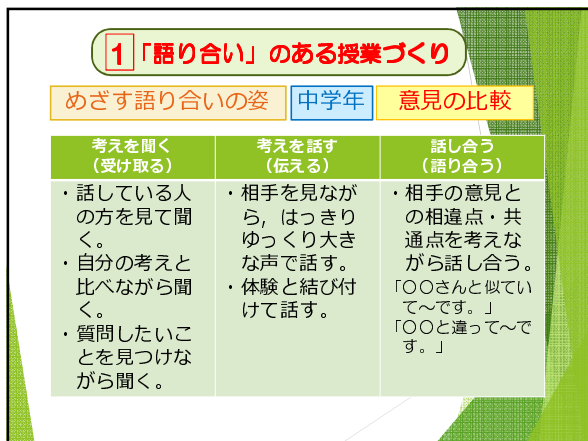 1「語り合い」のある授業づくり
めざす語り合いの姿 中学年 意見の比較
考えを聞く
（受け取る）
・話している人
の方を見て聞
く。
・自分の考えと
比べながら聞
く。
・質問したいこ
とを見つけな
がら聞く。
考えを話す
（伝える）
・相手を見なが
ら，はっきり
ゆっくり大き
な声で話す。
・体験と結び付
けて話す。
話し合う
（語り合う）
・相手の意見と
の相違点・共
通点を考えな
がら話し合う。
「〇〇さんと似てい
て～です。」
「〇〇と違って～で
す。」